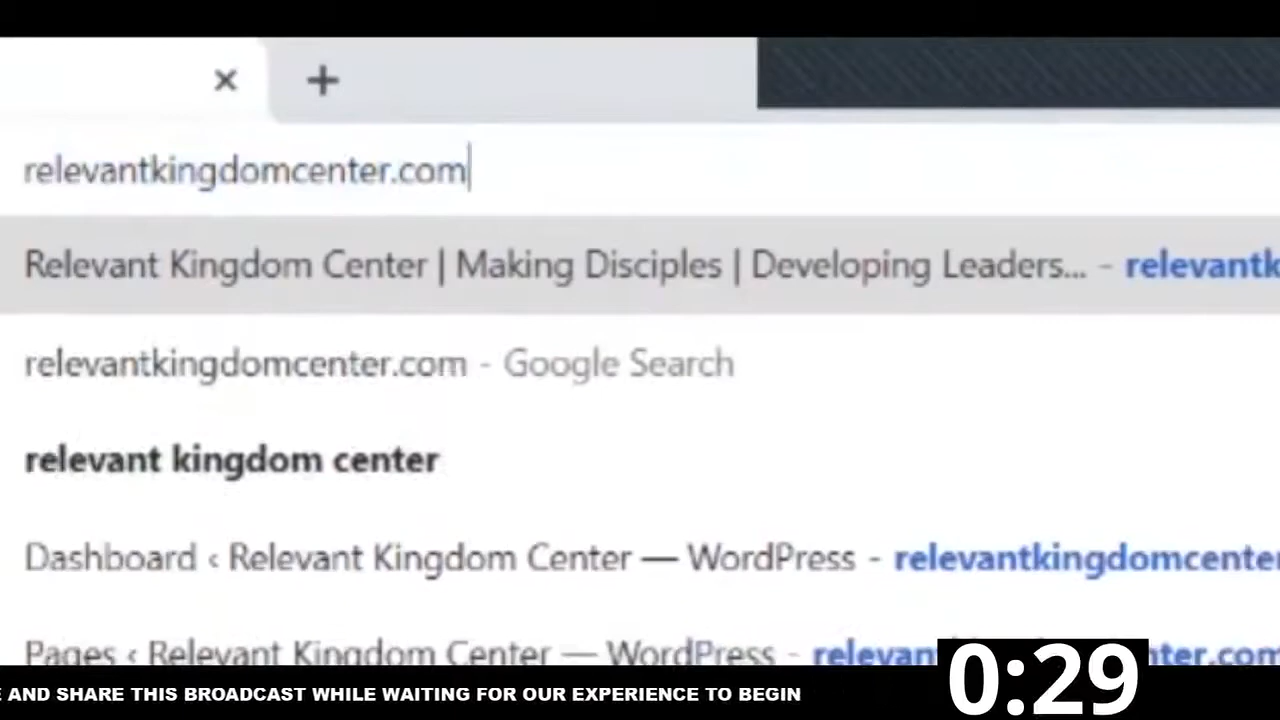 relevantkingdomcenter.com
Relevant Kingdom Center | Making Disciples | Developing Leaders... - relevantk
relevantkingdomcenter.com - Google Search
relevant kingdom center
Dashboard ‹ Relevant Kingdom Center — WordPress - relevantkingdomcenter
Pages ‹ Relevant Kingdom Center — WordPress - relevan nter.com
E AND SHARE THIS BROADCAST WHILE WAITING FOR OUR EXPERIENCE TO BEGIN
0:29